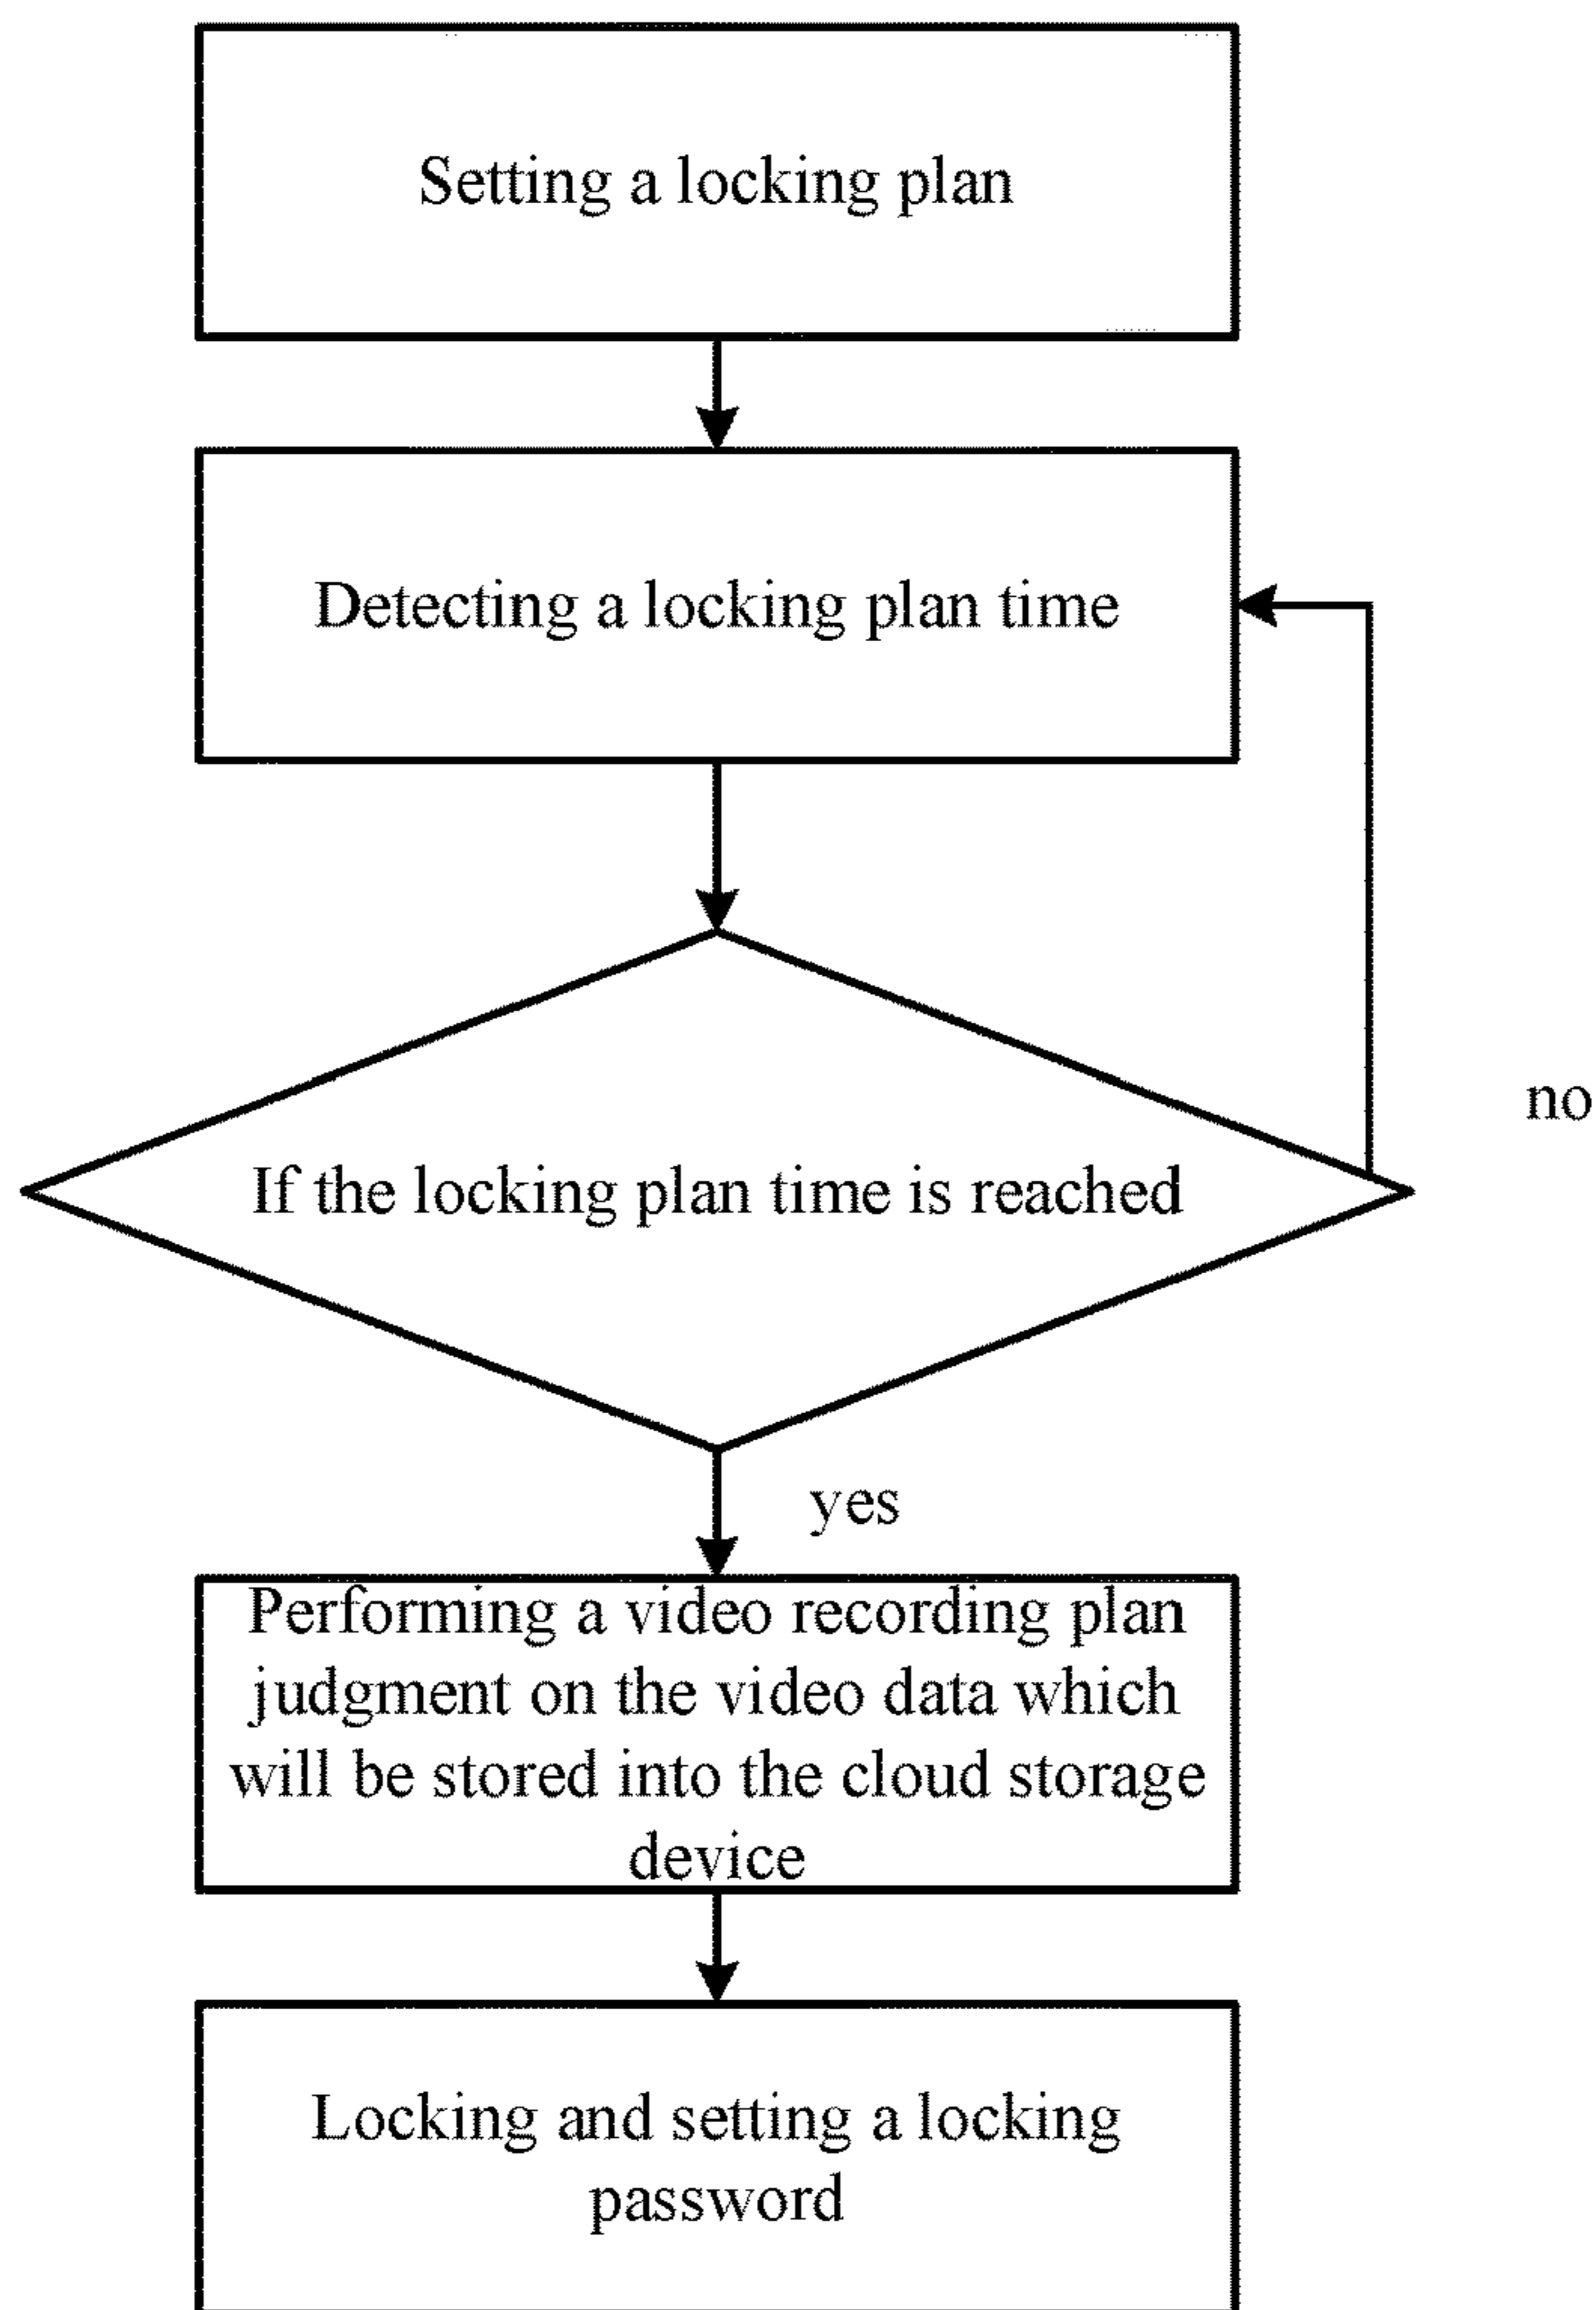 Setting a locking plan
Detecting a locking plan time
no
If the locking plan time is reached
yes
Performing a video recording plan
judgment on the video data which
will be stored into the cloud storage
device
Locking and setting a locking
password